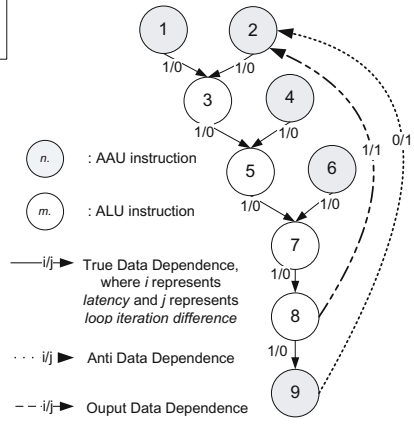 1
2
1/0
1/0
3
4
1/0
1/0
0/1
1/1
n.
: AAU instruction
5
6
m.
: ALU instruction
1/0
1/0
7
i/j
True Data Dependence,
where i represents
latency and j represents
loop iteration difference
1/0
8
i/j
Anti Data Dependence
1/0
9
i/j
Ouput Data Dependence